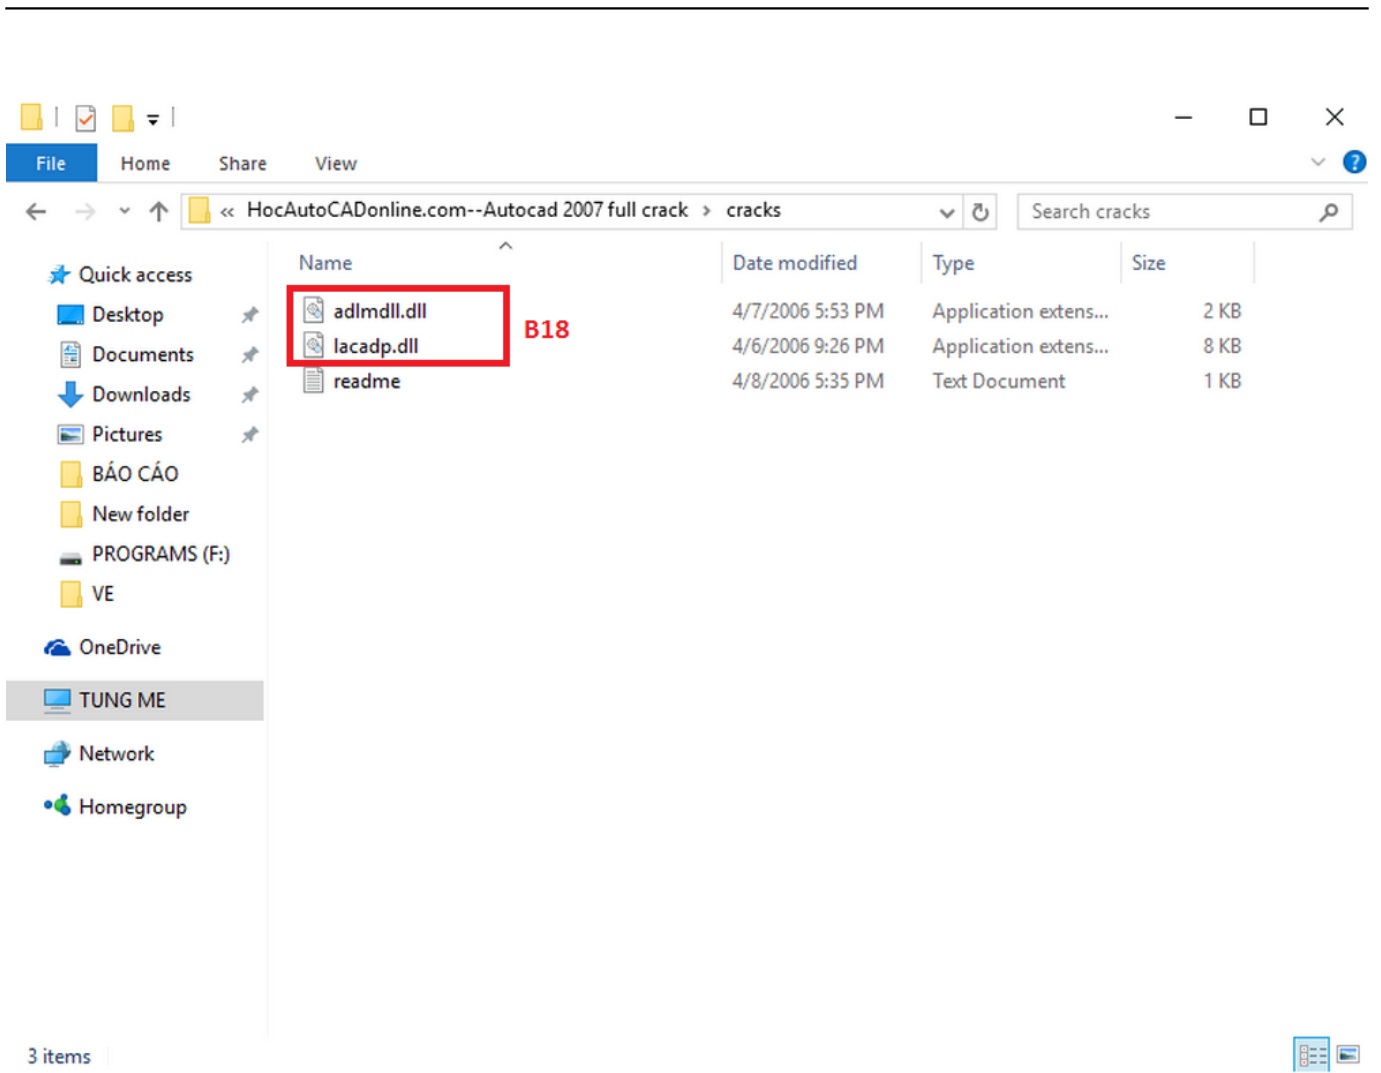 File Home Share View
« HocAutoCADonline.com--Autocad 2007 full crack › cracks Search cracks
Name Date modified Type Size
adlmdll.dll 4/7/2006 5:53 PM Application extens... 2 KB
lacadp.dll 4/6/2006 9:26 PM Application extens... 8 KB
B18
readme 4/8/2006 5:35 PM Text Document 1 KB
Quick access
Desktop
Documents
Downloads
Pictures
BÁO CÁO
New folder
PROGRAMS (F:)
VE
OneDrive
TUNG ME
Network
Homegroup
3 items